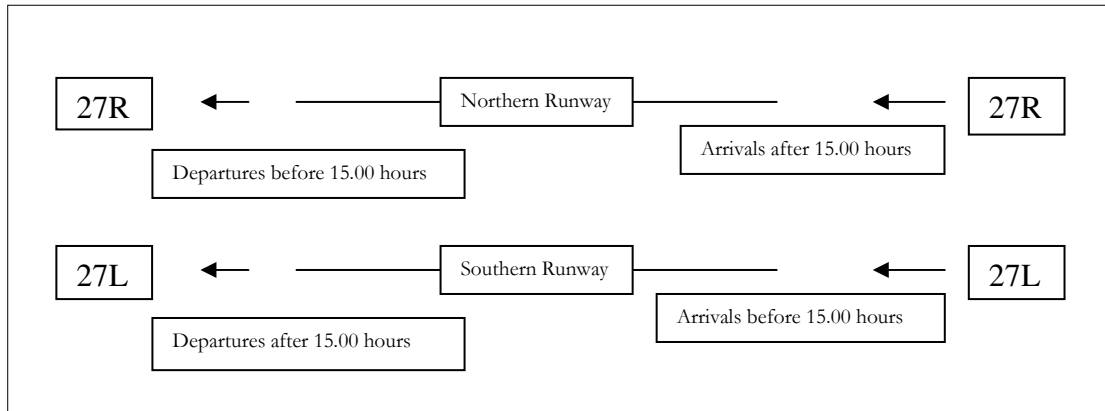 27R
Northern Runway
27R
Departures before 15.00 hours
Arrivals after 15.00 hours
27L
Southern Runway
27L
Departures after 15.00 hours
Arrivals before 15.00 hours